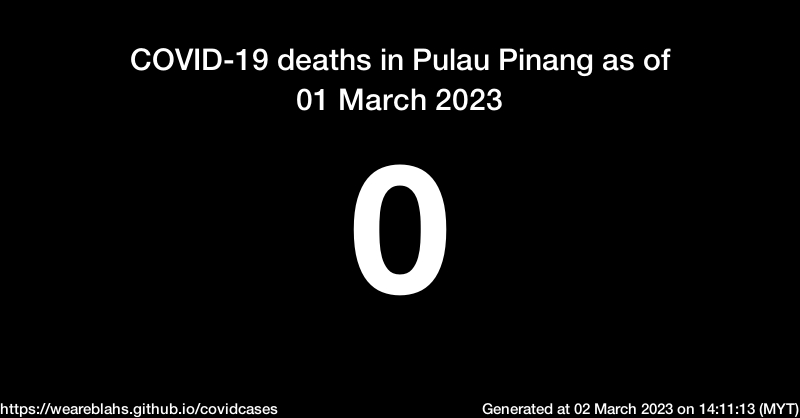 COVID-19 deaths in Pulau Pinang as of
01 March 2023
0
https://weareblahs.github.io/covidcases
Generated at 02 March 2023 on 14:11:13 (MYT)